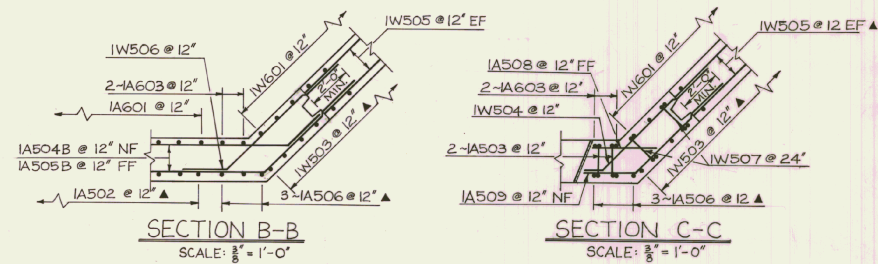 1W505 @ 12" EF
1W506 @ 12"
1W601 @ 12"
2~1A603 @ 12"
2'-0"
MIN.
1A601 @ 12"
1A504B @ 12" NF
1A505B @ 12" FF
1W503 @ 12" ▲
1A502 @ 12" ▲
3~1A506 @ 12" ▲
SECTION B-B
SCALE: 3/8" = 1'-0"
1W505 @ 12 EF ▲
1A508 @ 12" FF
1W601 @ 12"
2~1A603 @ 12"
2'-0"
MIN.
1W504 @ 12"
2~1A503 @ 12"
1W503 @ 12" ▲
1W507 @ 24"
1A509 @ 12" NF
3~1A506 @ 12 ▲
SECTION C-C
SCALE: 3/8" = 1'-0"